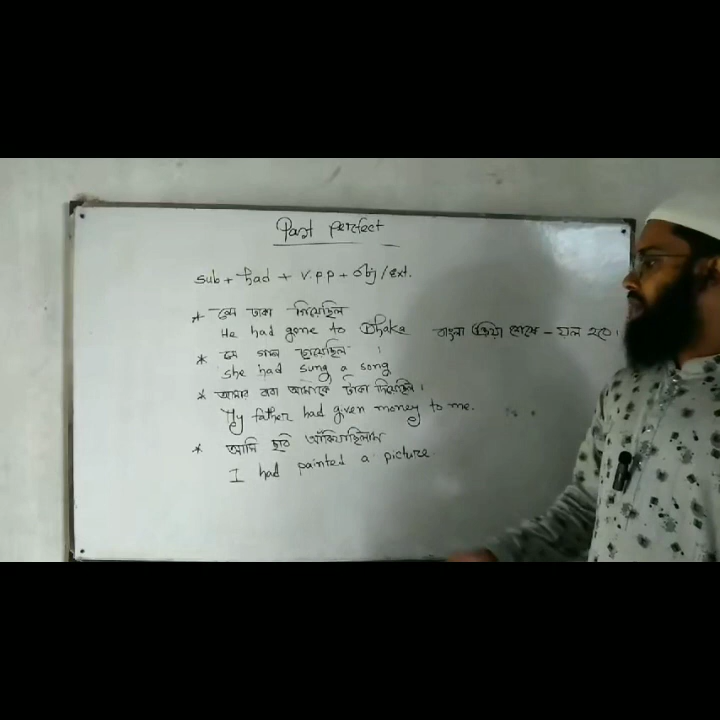 Past perfect
sub + had + v.pp + obj/ext.
* সে ঢাকা গিয়েছিল
He had gone to Dhaka বাংলা ক্রিয়া শেষে -
* সে গান গেয়েছিল ।
She had sung a song
* আমার বাবা আমাকে টাকা দিয়েছিল ।
My father had given money to me.
* আমি ছবি আঁকিয়াছিলাম
I had painted a picture.